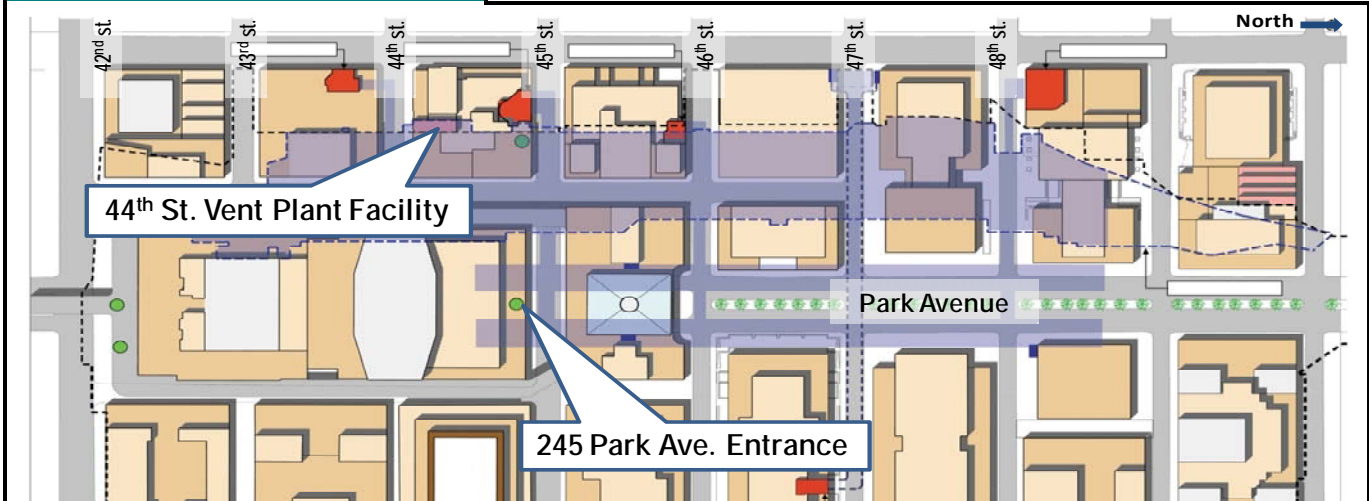 North
42nd st.
43rd st.
44th st.
45th st.
46th st.
47th st.
48th st.
44th St. Vent Plant Facility
Park Avenue
245 Park Ave. Entrance